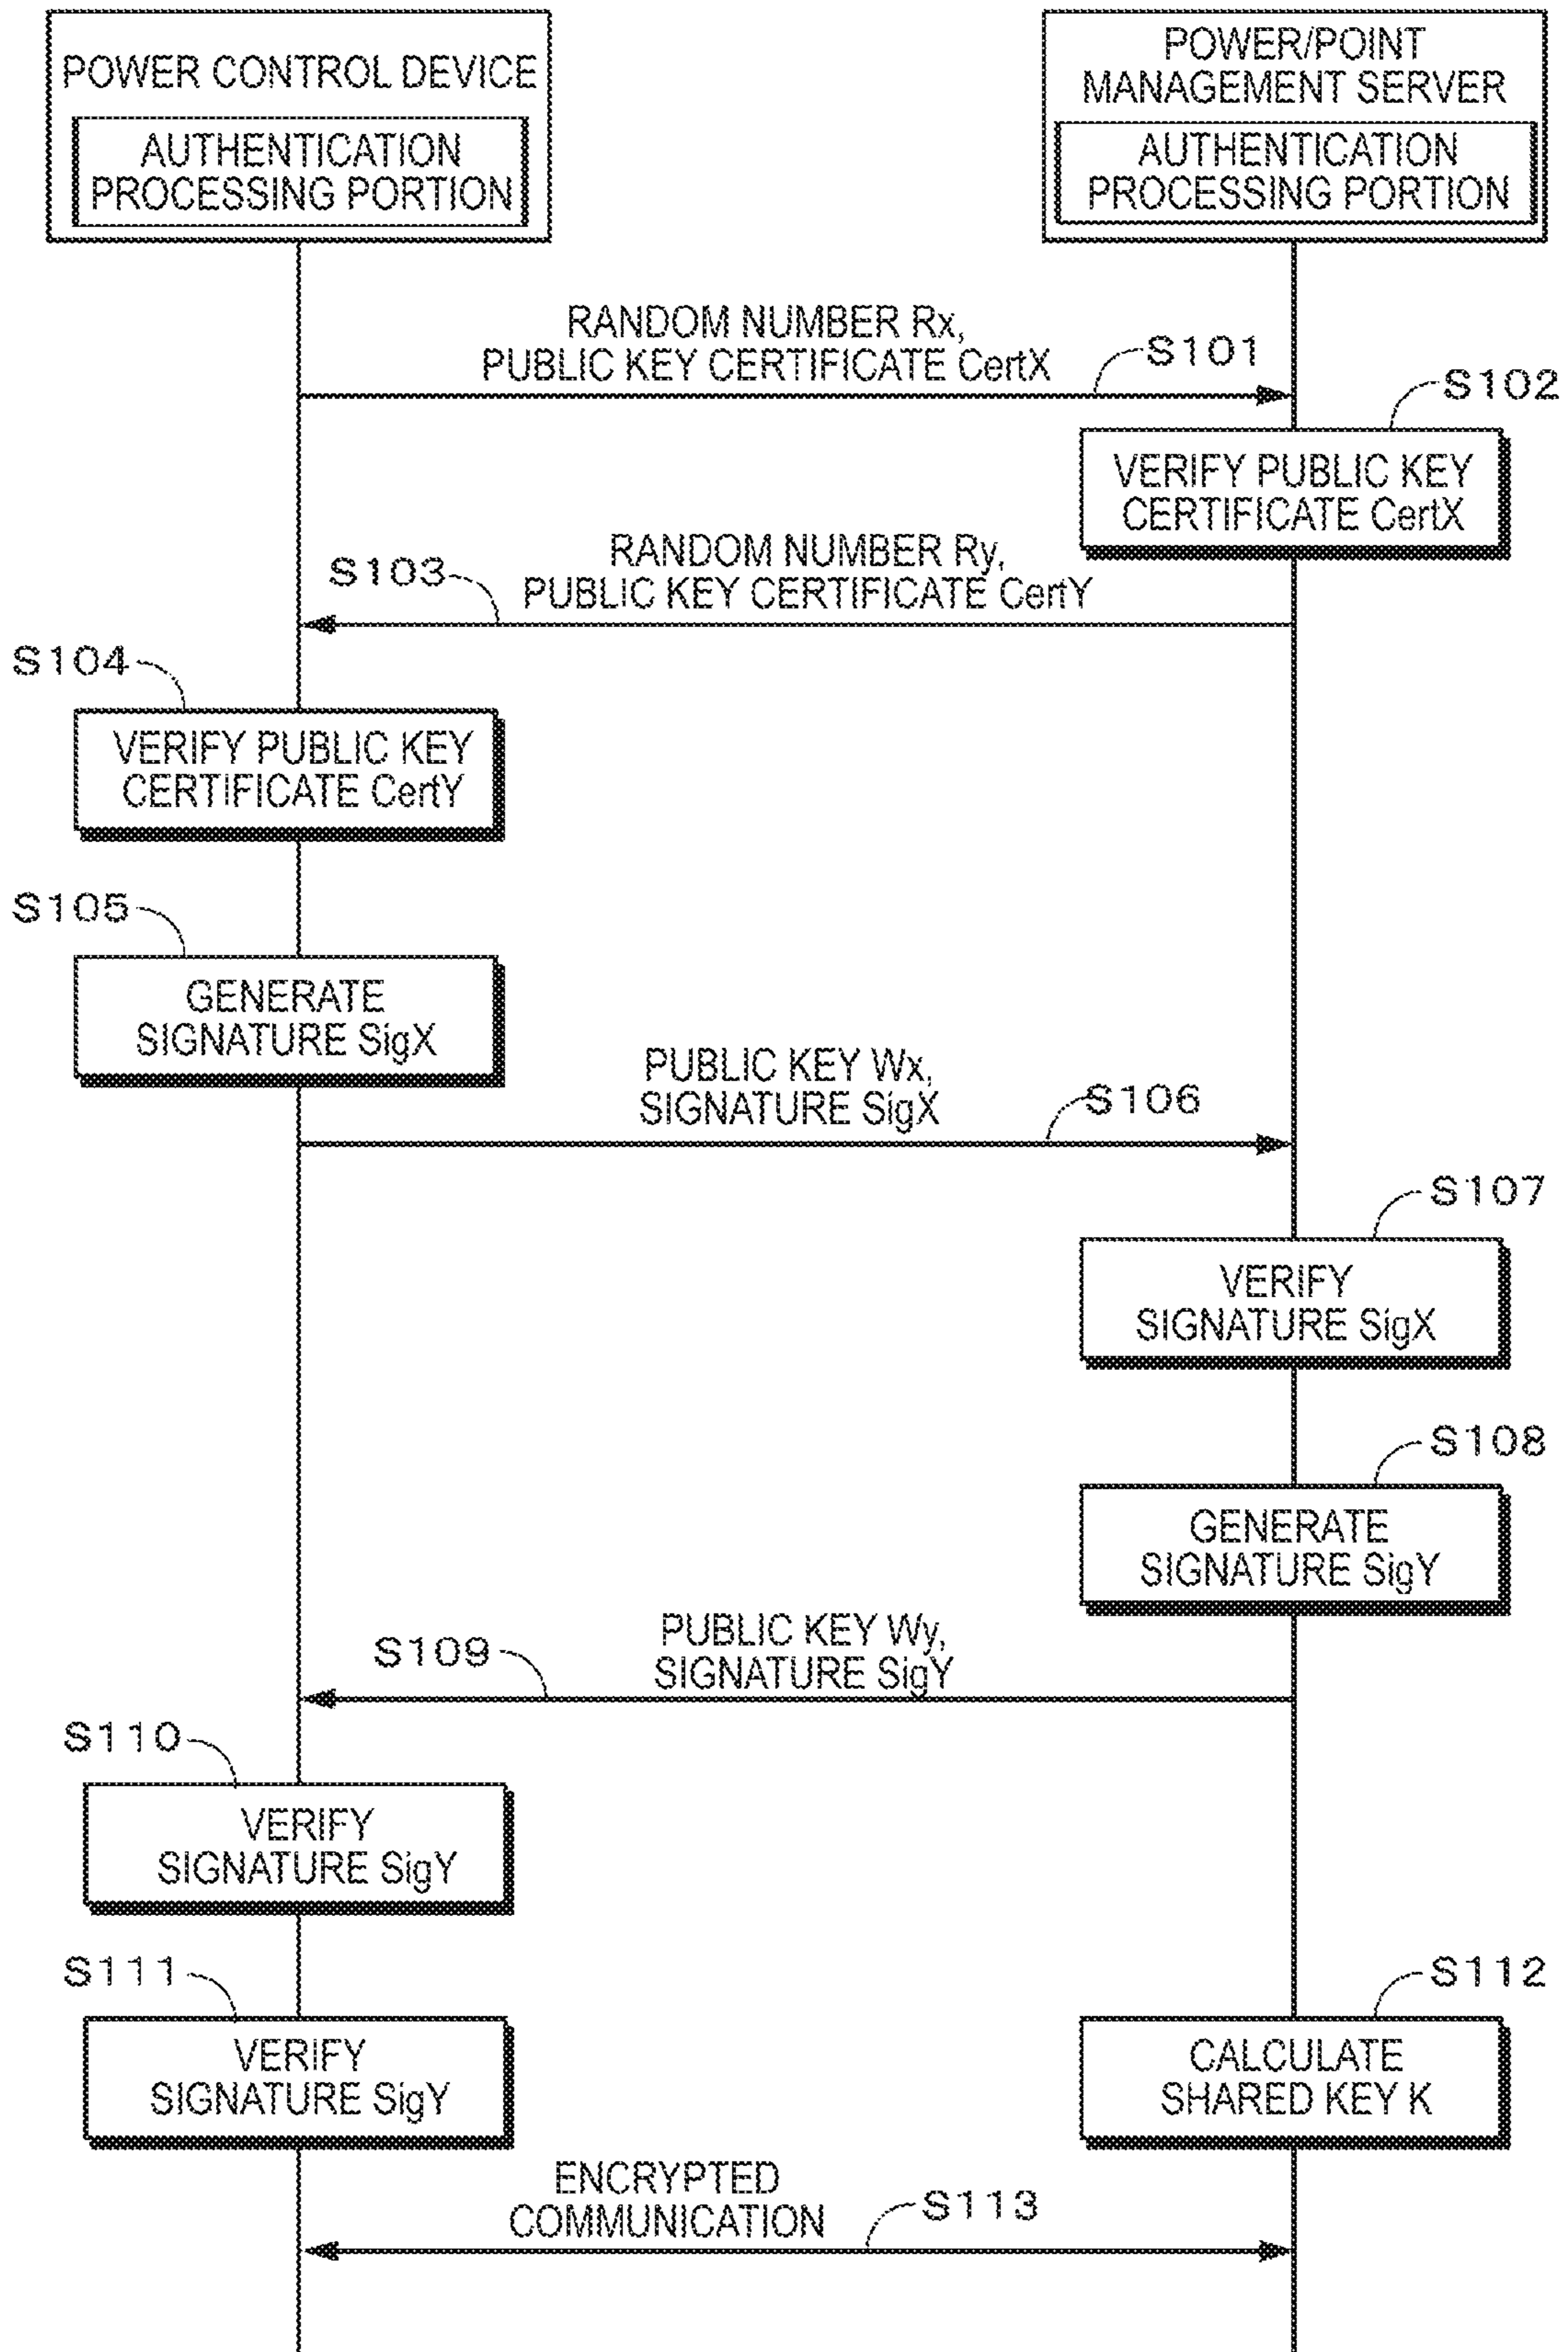 POWER CONTROL DEVICE
AUTHENTICATION
PROCESSING PORTION
POWER/POINT
MANAGEMENT SERVER
AUTHENTICATION
PROCESSING PORTION
RANDOM NUMBER Rx,
PUBLIC KEY CERTIFICATE CertX
S101
S102
VERIFY PUBLIC KEY
CERTIFICATE CertX
RANDOM NUMBER Ry,
PUBLIC KEY CERTIFICATE CertY
S103
S104
VERIFY PUBLIC KEY
CERTIFICATE CertY
S105
GENERATE
SIGNATURE SigX
PUBLIC KEY Wx,
SIGNATURE SigX
S106
S107
VERIFY
SIGNATURE SigX
S108
GENERATE
SIGNATURE SigY
PUBLIC KEY Wy,
SIGNATURE SigY
S109
S110
VERIFY
SIGNATURE SigY
S111
VERIFY
SIGNATURE SigY
S112
CALCULATE
SHARED KEY K
ENCRYPTED
COMMUNICATION
S113